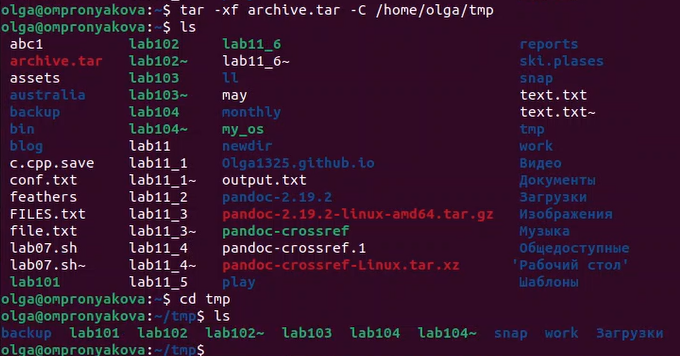 olga@ompronyakova:~$ tar -xf archive.tar -C /home/olga/tmp
olga@ompronyakova:~$ ls
abc1 lab102 lab11_6 reports
archive.tar lab102~ lab11_6~ ski.plases
assets lab103 ll snap
australia lab103~ may text.txt
backup lab104 monthly text.txt~
bin lab104~ my_os tmp
blog lab11 newdir work
c.cpp.save lab11_1 Olga1325.github.io Видео
conf.txt lab11_1~ output.txt Документы
feathers lab11_2 pandoc-2.19.2 Загрузки
FILES.txt lab11_3 pandoc-2.19.2-linux-amd64.tar.gz Изображения
file.txt lab11_3~ pandoc-crossref Музыка
lab07.sh lab11_4 pandoc-crossref.1 Общедоступные
lab07.sh~ lab11_4~ pandoc-crossref-Linux.tar.xz 'Рабочий стол'
lab101 lab11_5 play Шаблоны
olga@ompronyakova:~$ cd tmp
olga@ompronyakova:~/tmp$ ls
backup lab101 lab102 lab102~ lab103 lab104 lab104~ snap work Загрузки
olga@ompronyakova:~/tmp$